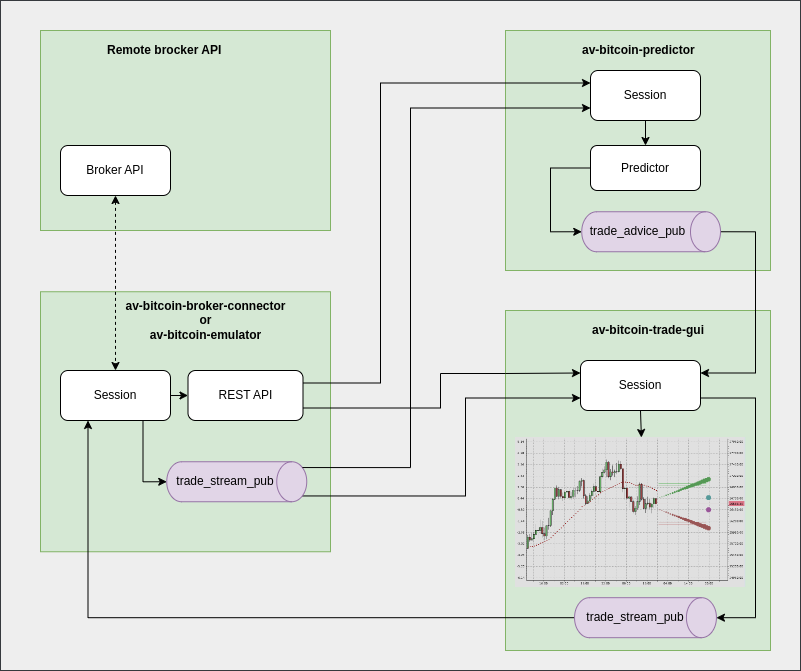 Remote brocker API
Broker API
av-bitcoin-predictor
Session
Predictor
trade_advice_pub
av-bitcoin-broker-connector
or
av-bitcoin-emulator
Session
REST API
trade_stream_pub
av-bitcoin-trade-gui
Session
trade_stream_pub